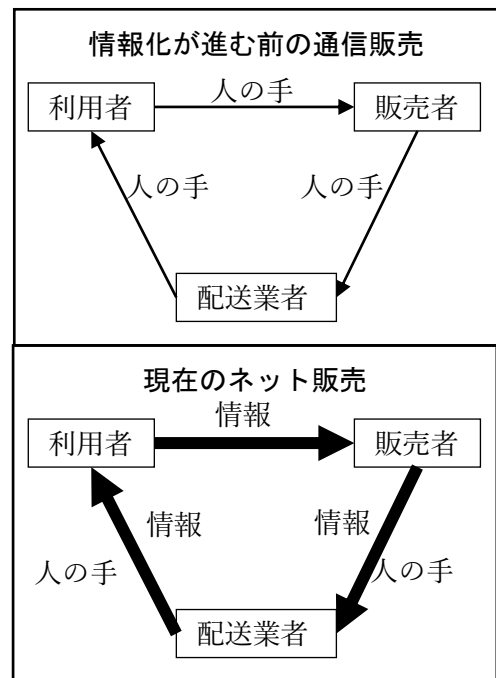 情報化が進む前の通信販売
人の手
利用者
販売者
人の手
人の手
配送業者
現在のネット販売
情報
利用者
販売者
情報
情報
人の手
人の手
配送業者